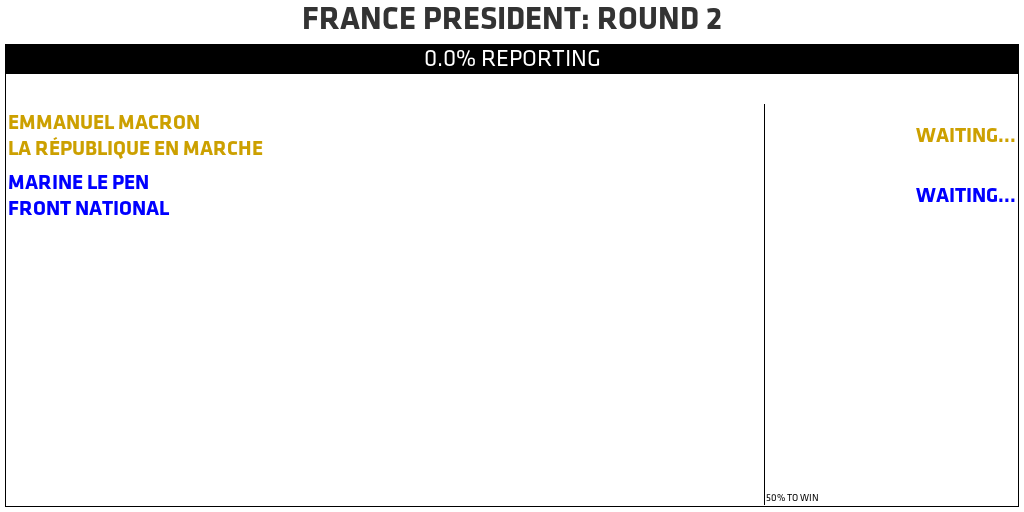 FRANCE PRESIDENT: ROUND 2
0.0% REPORTING
EMMANUEL MACRON
LA RÉPUBLIQUE EN MARCHE
WAITING...
MARINE LE PEN
FRONT NATIONAL
WAITING...
50% TO WIN